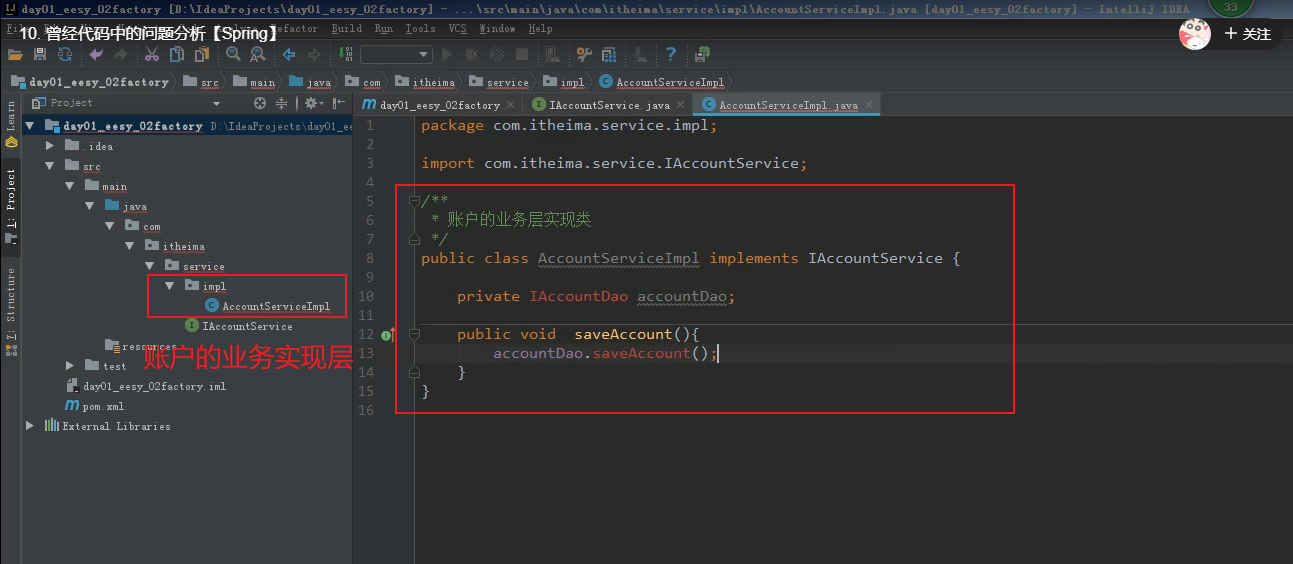 day01_eesy_02factory [D:\IdeaProjects\day01_eesy_02factory] - ...\src\main\java\com\itheima\service\impl\AccountServiceImpl.java [day01_eesy_02factory] - IntelliJ IDEA
33
10. 曾经代码中的问题分析【Spring】
Refactor Build Run Tools VCS Window Help
+ 关注
day01_eesy_02factory src main java com itheima service impl AccountServiceImpl
Project
day01_eesy_02factory IAccountService.java AccountServiceImpl.java
Learn
1: Project
7: Structure
day01_eesy_02factory D:\IdeaProjects\day01_ee
.idea
src
main
java
com
itheima
service
impl
AccountServiceImpl
IAccountService
resources
账户的业务实现层
test
day01_eesy_02factory.iml
pom.xml
External Libraries
1 package com.itheima.service.impl;
2
3 import com.itheima.service.IAccountService;
4
5 /**
6 * 账户的业务层实现类
7 */
8 public class AccountServiceImpl implements IAccountService {
9
10 private IAccountDao accountDao;
11
12 public void saveAccount(){
13 accountDao.saveAccount();
14 }
15 }
16